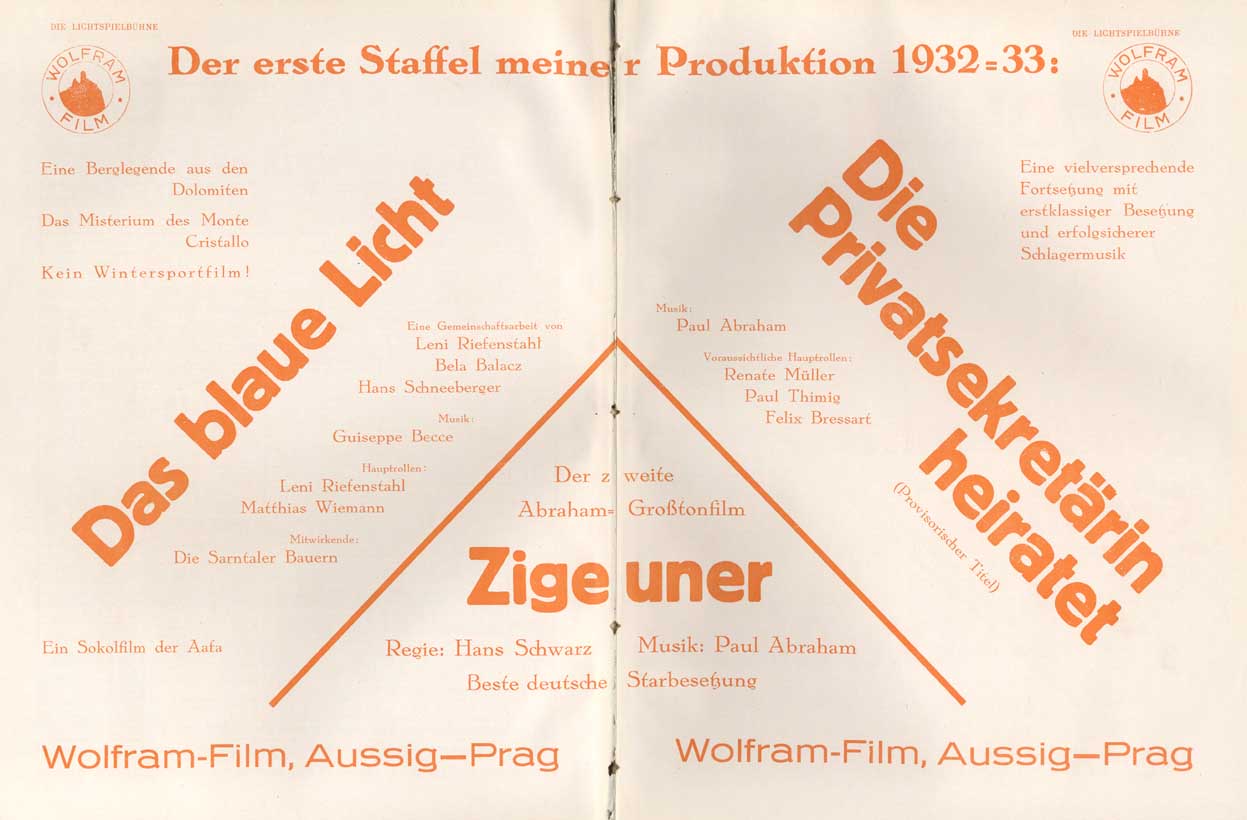 DIE LICHTSPIELBÜHNE
DIE LICHTSPIELBÜHNE
WOLFRAM
FILM
Der erste Staffel meiner Produktion 1932=33:
WOLFRAM
FILM
Eine Berglegende aus den
Dolomiten
Das Misterium des Monte
Cristallo
Kein Wintersportfilm!
Das blaue Licht
Eine Gemeinschaftsarbeit von
Leni Riefenstahl
Bela Balacz
Hans Schneeberger
Musik:
Guiseppe Becce
Hauptrollen:
Leni Riefenstahl
Matthias Wiemann
Mitwirkende:
Die Sarntaler Bauern
Ein Sokolfilm der Aafa
Die
Privatsekretärin
heiratet
(Provisorischer Titel)
Eine vielversprechende
Fortsetzung mit
erstklassiger Besetzung
und erfolgsicherer
Schlagermusik
Musik:
Paul Abraham
Voraussichtliche Hauptrollen:
Renate Müller
Paul Thimig
Felix Bressart
Der zweite
Abraham=Großtonfilm
Zigeuner
Regie: Hans Schwarz Musik: Paul Abraham
Beste deutsche Starbesetzung
Wolfram-Film, Aussig—Prag
Wolfram-Film, Aussig—Prag